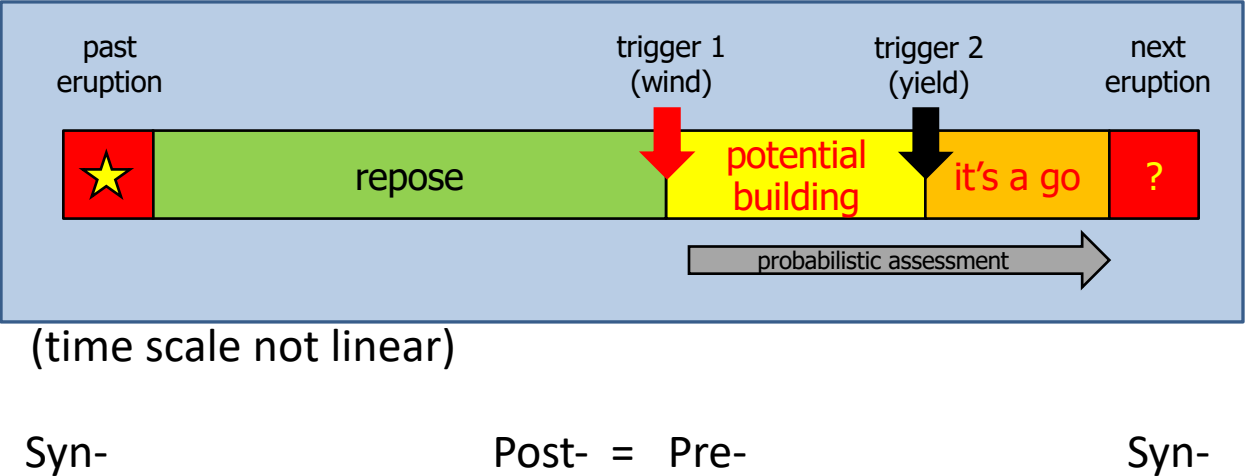 past
eruption
trigger 1
(wind)
trigger 2
(yield)
next
eruption
repose
potential
building
it's a go
?
probabilistic assessment
(time scale not linear)
Syn- Post- = Pre- Syn-